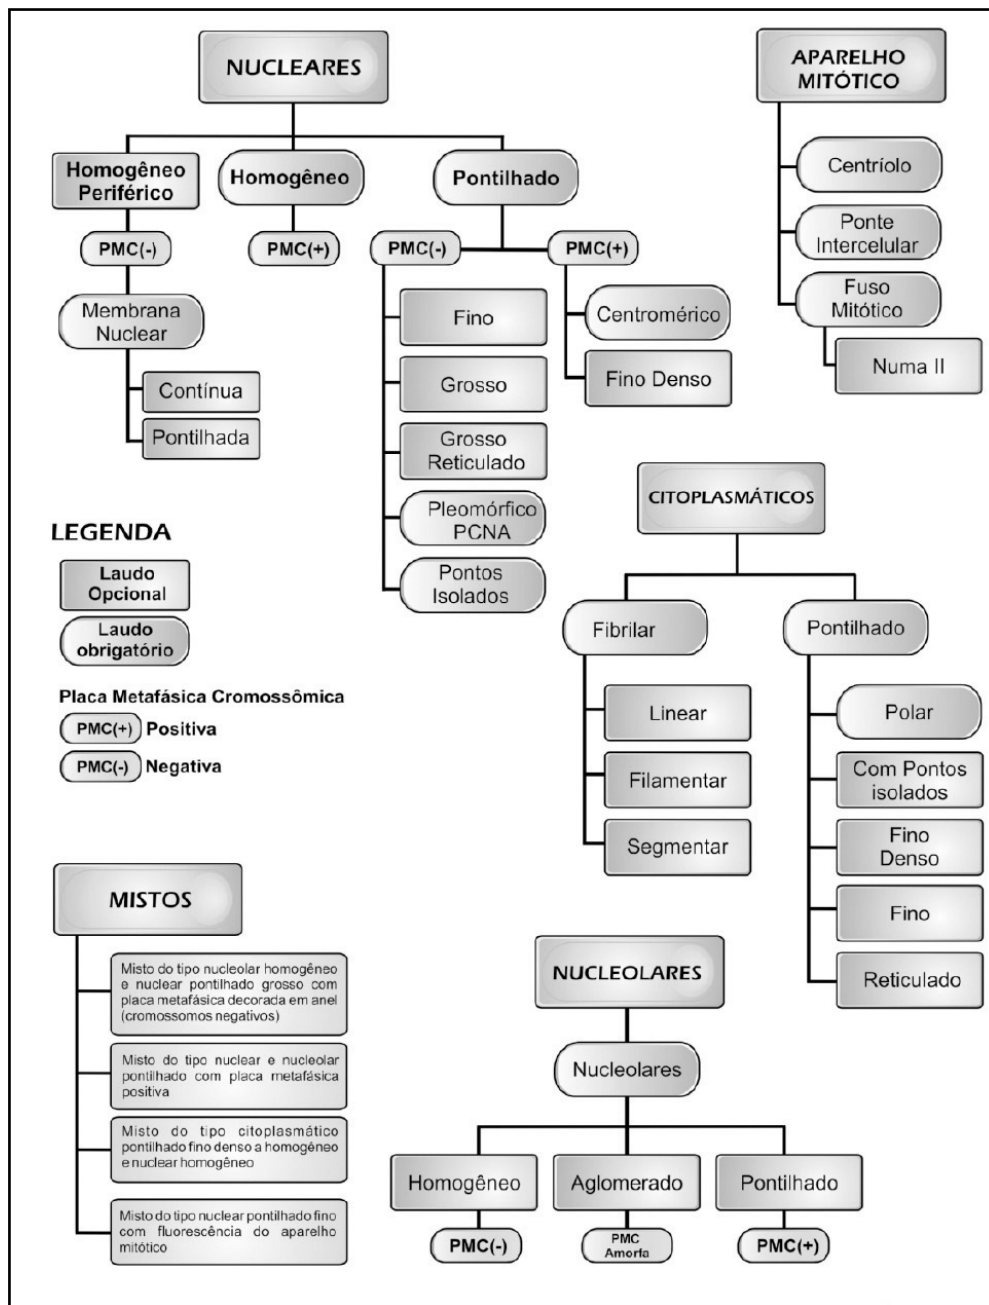 NUCLEARES
Homogêneo
Periférico
PMC(-)
Membrana
Nuclear
Contínua
Pontilhada
Homogêneo
PMC(+)
Pontilhado
PMC(-)
Fino
Grosso
Grosso
Reticulado
Pleomórfico
PCNA
Pontos
Isolados
PMC(+)
Centromérico
Fino Denso
APARELHO
MITÓTICO
Centríolo
Ponte
Intercelular
Fuso
Mitótico
Numa II
LEGENDA
Laudo
Opcional
Laudo
obrigatório
Placa Metafásica Cromossômica
PMC(+) Positiva
PMC(-) Negativa
CITOPLASMÁTICOS
Fibrilar
Linear
Filamentar
Segmentar
Pontilhado
Polar
Com Pontos
isolados
Fino
Denso
Fino
Reticulado
MISTOS
Misto do tipo nucleolar homogêneo
e nuclear pontilhado grosso com
placa metafásica decorada em anel
(cromossomos negativos)
Misto do tipo nuclear e nucleolar
pontilhado com placa metafásica
positiva
Misto do tipo citoplasmático
pontilhado fino denso a homogéneo
e nuclear homogéneo
Misto do tipo nuclear pontilhado fino
com fluorescência do aparelho
mitótico
NUCLEOLARES
Nucleolares
Homogêneo
PMC(-)
Aglomerado
PMC
Amorfa
Pontilhado
PMC(+)